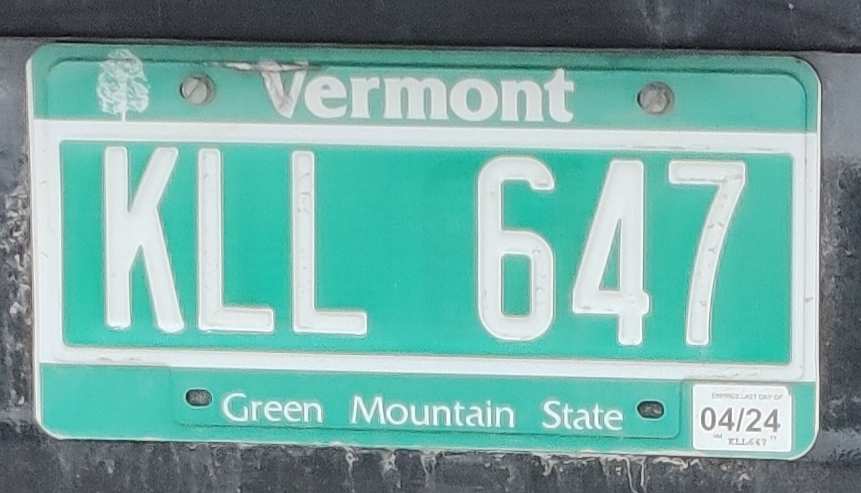 Vermont
KLL 647
Green Mountain State
EXPIRES LAST DAY OF
04/24
KLL647